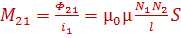 M₂₁ = Φ₂₁/i₁ = μ₀μ N₁N₂/l S